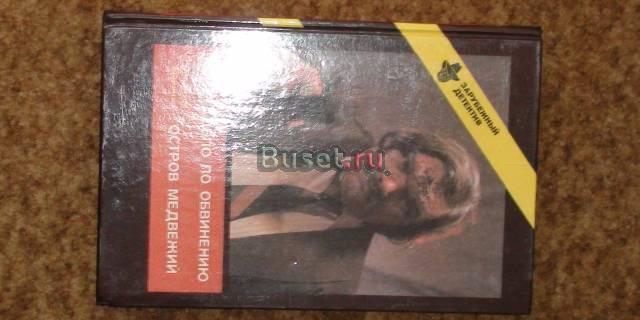 ЗАРУБЕЖНЫЙ
ДЕТЕКТИВ
ПО ОБВИНЕНИЮ
ОСТРОВ МЕДВЕЖИЙ
Buset.ru